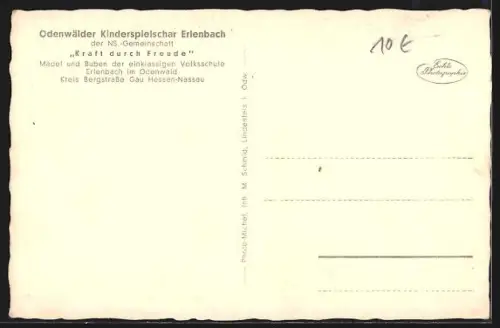 Odenwälder Kinderspielschar Erlenbach
der NS.-Gemeinschaft
„Kraft durch Freude"
Mädel und Buben der einklassigen Volksschule
Erlenbach im Odenwald
Kreis Bergstraße Gau Hessen-Nassau
10€
Echte
Photographie
Photo-Michel, Inh. M. Schmid, Lindenfels i. Odw.